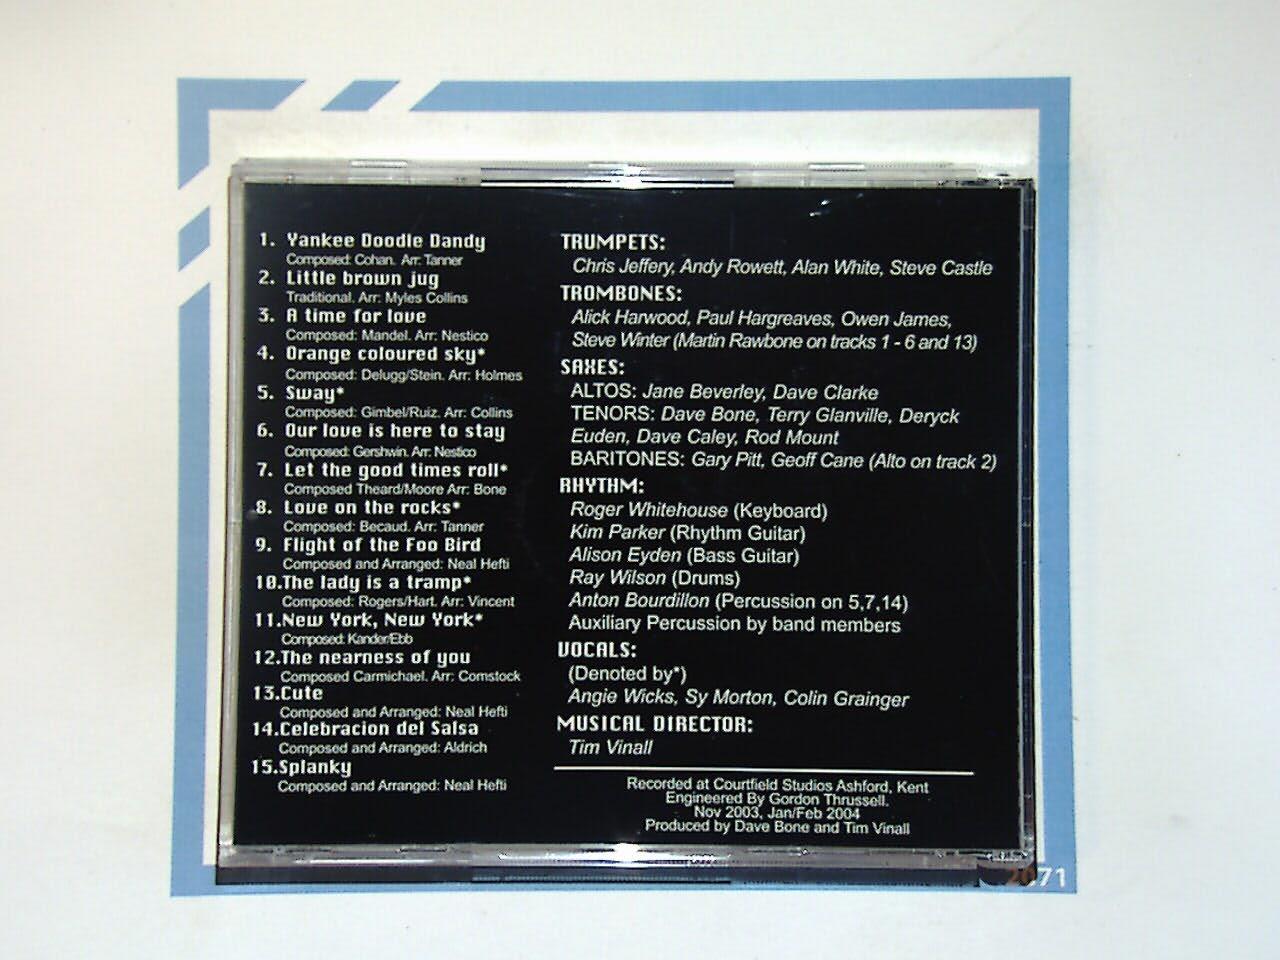 1. Yankee Doodle Dandy
Composed: Cohan. Arr: Tanner
2. Little brown jug
Traditional. Arr: Myles Collins
3. A time for love
Composed: Mandel. Arr: Nestico
4. Orange coloured sky*
Composed: Delugg/Stein. Arr: Holmes
5. Sway*
Composed: Gimbel/Ruiz. Arr: Collins
6. Our love is here to stay
Composed: Gershwin. Arr: Nestico
7. Let the good times roll*
Composed Theard/Moore Arr: Bone
8. Love on the rocks*
Composed: Becaud. Arr: Tanner
9. Flight of the Foo Bird
Composed and Arranged: Neal Hefti
10.The lady is a tramp*
Composed: Rogers/Hart. Arr: Vincent
11.New York, New York*
Composed: Kander/Ebb
12.The nearness of you
Composed Carmichael. Arr: Comstock
13.Cute
Composed and Arranged: Neal Hefti
14.Celebracion del Salsa
Composed and Arranged: Aldrich
15.Splanky
Composed and Arranged: Neal Hefti
TRUMPETS:
Chris Jeffery, Andy Rowett, Alan White, Steve Castle
TROMBONES:
Alick Harwood, Paul Hargreaves, Owen James,
Steve Winter (Martin Rawbone on tracks 1 - 6 and 13)
SAXES:
ALTOS: Jane Beverley, Dave Clarke
TENORS: Dave Bone, Terry Glanville, Deryck
Euden, Dave Caley, Rod Mount
BARITONES: Gary Pitt, Geoff Cane (Alto on track 2)
RHYTHM:
Roger Whitehouse (Keyboard)
Kim Parker (Rhythm Guitar)
Alison Eyden (Bass Guitar)
Ray Wilson (Drums)
Anton Bourdillon (Percussion on 5,7,14)
Auxiliary Percussion by band members
VOCALS:
(Denoted by*)
Angie Wicks, Sy Morton, Colin Grainger
MUSICAL DIRECTOR:
Tim Vinall
Recorded at Courtfield Studios Ashford, Kent
Engineered By Gordon Thrussell.
Nov 2003, Jan/Feb 2004
Produced by Dave Bone and Tim Vinall